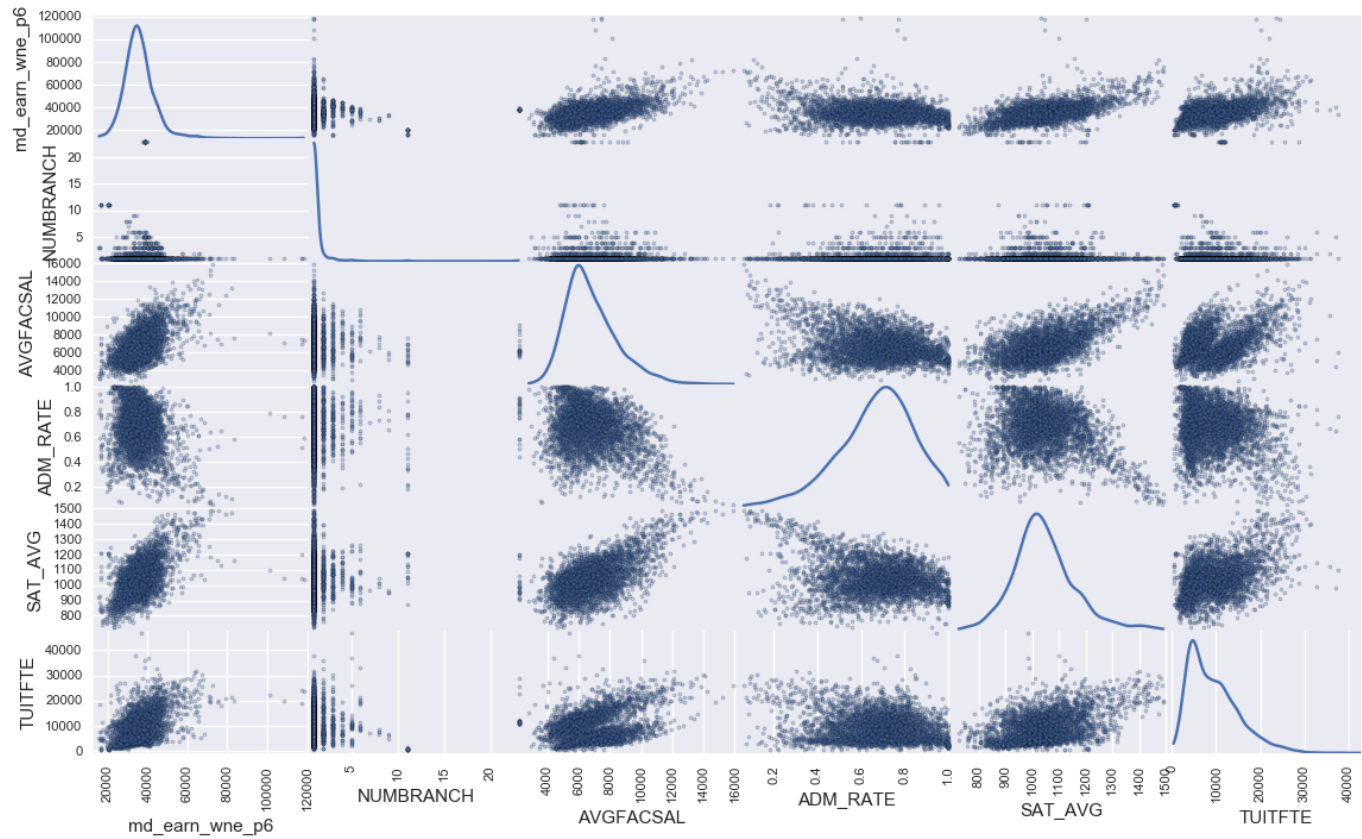 md_earn_wne_p6
120000
100000
80000
60000
40000
20000
NUMBRANCH
20
15
10
5
AVGFACSAL
16000
14000
12000
10000
8000
6000
4000
ADM_RATE
1.0
0.8
0.6
0.4
0.2
SAT_AVG
1500
1400
1300
1200
1100
1000
900
800
TUITFTE
40000
30000
20000
10000
0
20000 40000 60000 80000 100000 120000
5 10 15 20
4000 6000 8000 10000 12000 14000 16000
0.2 0.4 0.6 0.8 1.0
800 900 1000 1100 1200 1300 1400 1500
0 10000 20000 30000 40000
md_earn_wne_p6 NUMBRANCH AVGFACSAL ADM_RATE SAT_AVG TUITFTE